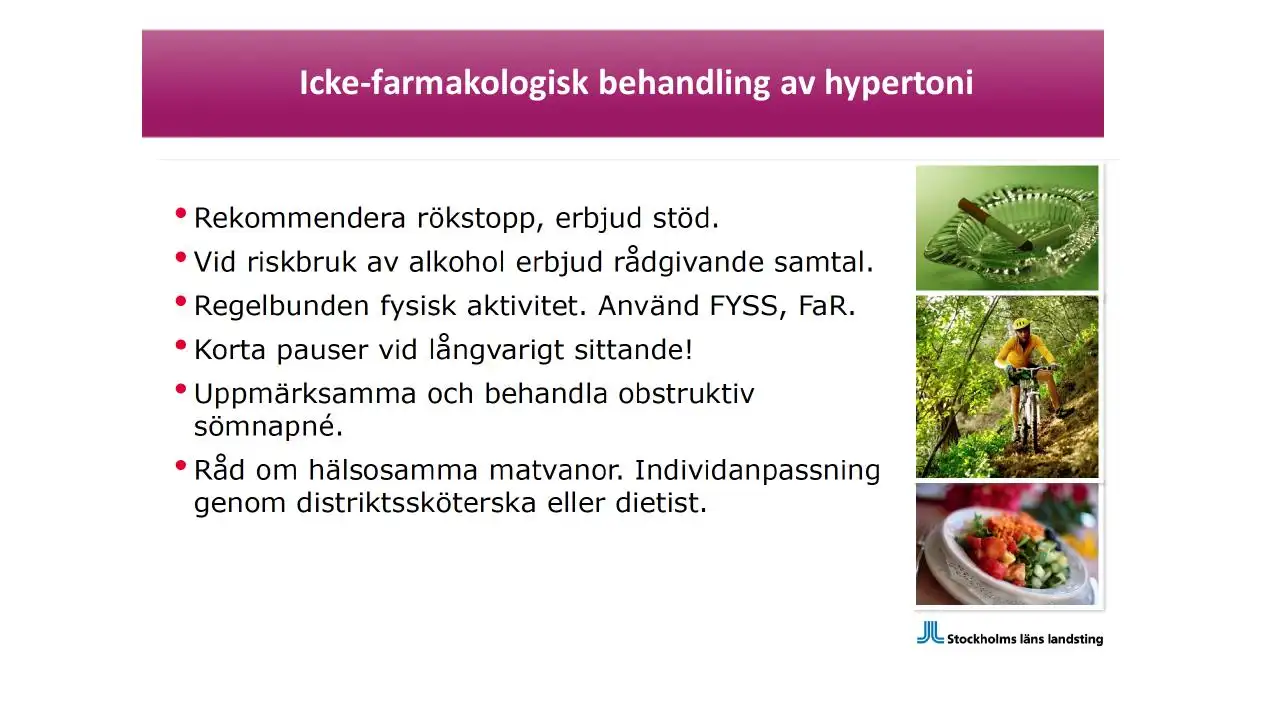 Icke-farmakologisk behandling av hypertoni
• Rekommendera rökstopp, erbjud stöd.
• Vid riskbruk av alkohol erbjud rådgivande samtal.
• Regelbunden fysisk aktivitet. Använd FYSS, FaR.
• Korta pauser vid långvarigt sittande!
• Uppmärksamma och behandla obstruktiv
sömnapné.
• Råd om hälsosamma matvanor. Individanpassning
genom distriktssköterska eller dietist.
Stockholms läns landsting